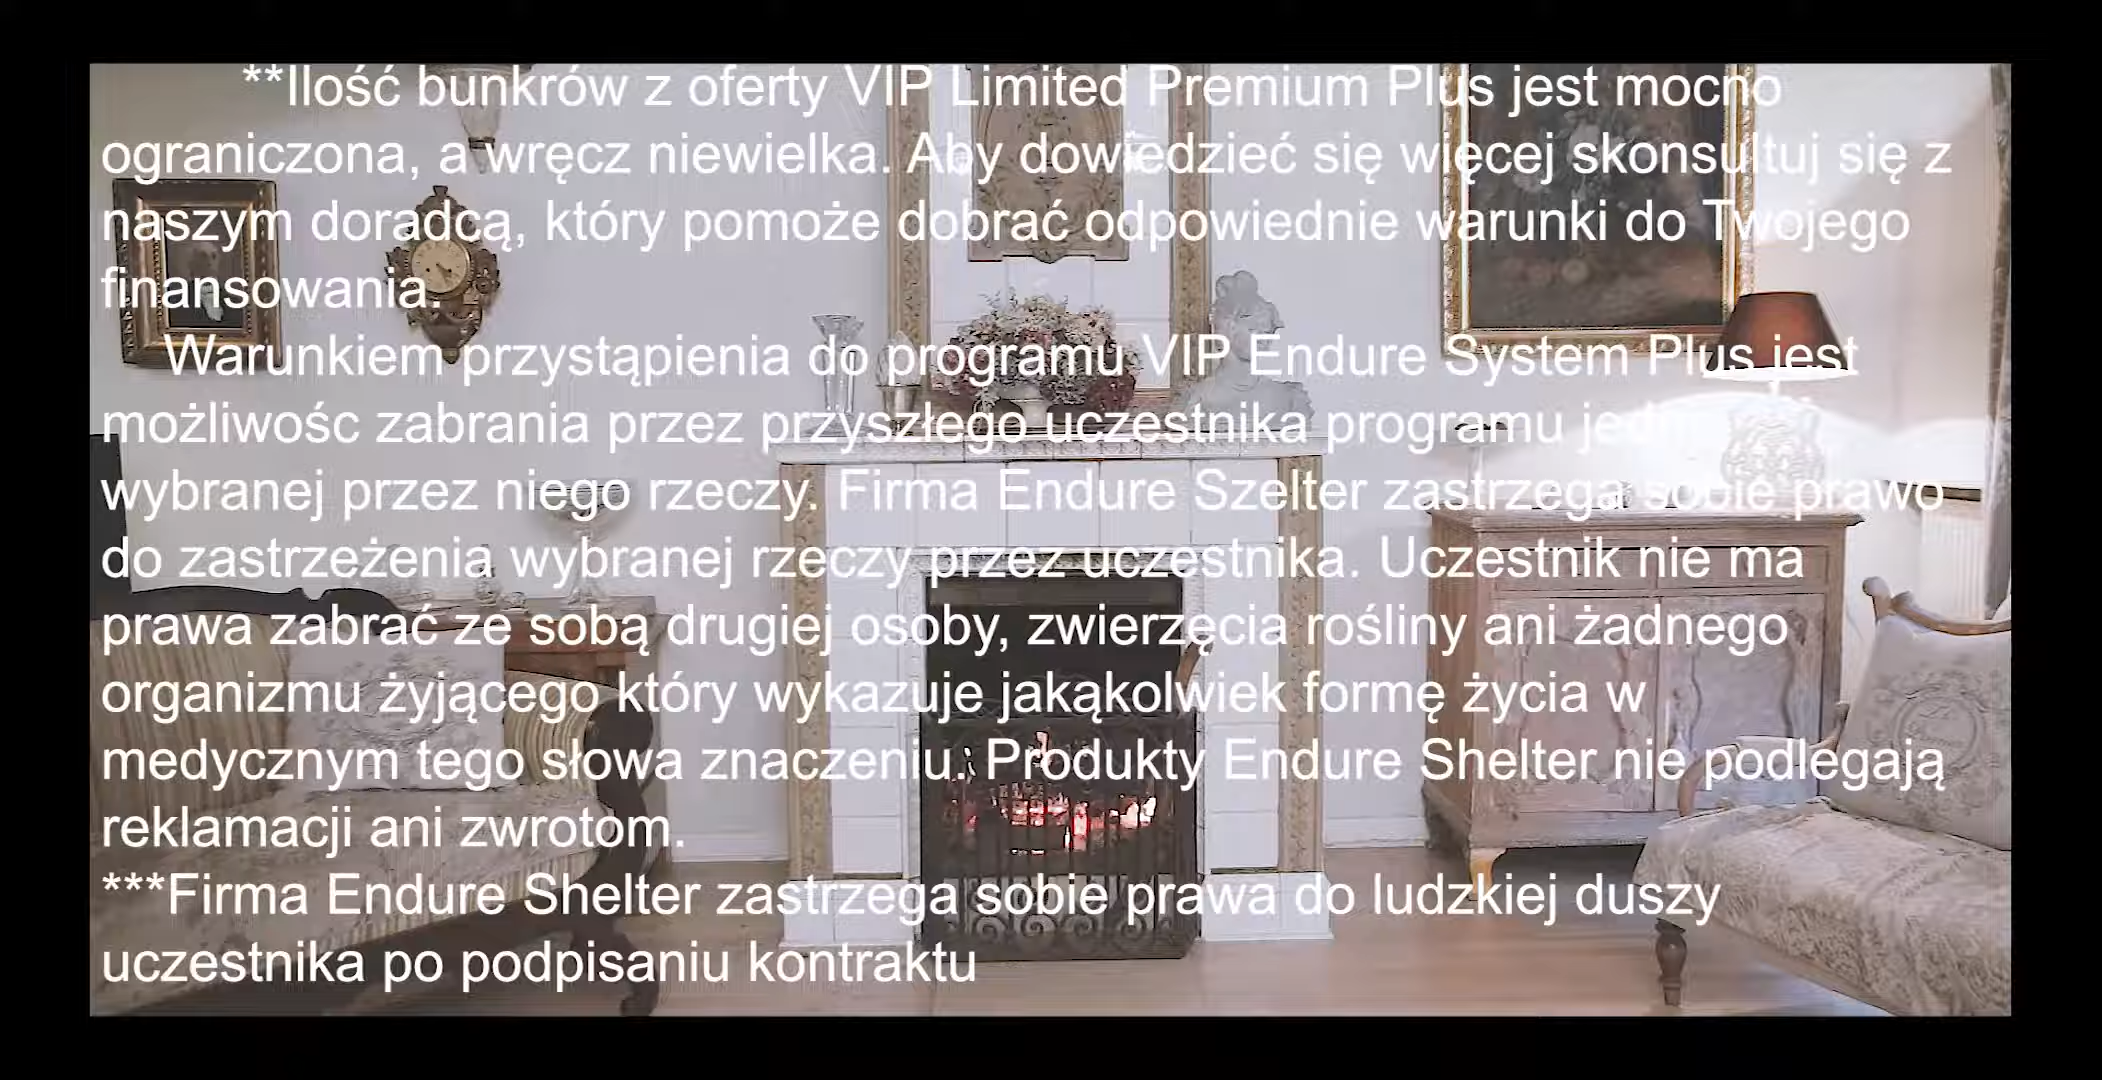 **Ilość bunkrów z oferty VIP Limited Premium Plus jest mocno
ograniczona, a wręcz niewielka. Aby dowiedzieć się więcej skonsultuj się z
naszym doradcą, który pomoże dobrać odpowiednie warunki do Twojego
finansowania.
Warunkiem przystąpienia do programu VIP Endure System Plus jest
możliwośc zabrania przez przyszłego uczestnika programu
wybranej przez niego rzeczy. Firma Endure Szelter zastrzega sobie prawo
do zastrzeżenia wybranej rzeczy przez uczestnika. Uczestnik nie ma
prawa zabrać ze sobą drugiej osoby, zwierzęcia rośliny ani żadnego
organizmu żyjącego który wykazuje jakąkolwiek formę życia w
medycznym tego słowa znaczeniu. Produkty Endure Shelter nie podlegają
reklamacji ani zwrotom.
***Firma Endure Shelter zastrzega sobie prawa do ludzkiej duszy
uczestnika po podpisaniu kontraktu